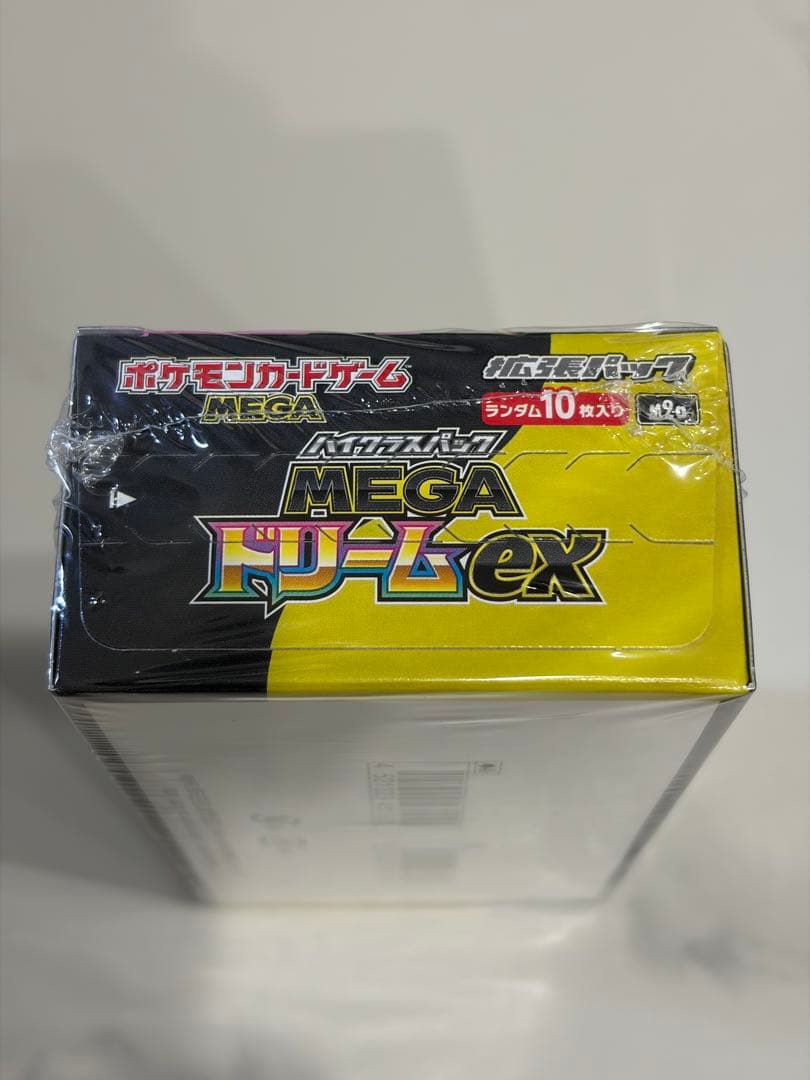 ポケモンカードゲーム
MEGA
拡張パック
ランダム10枚入り
ハイクラスパック
MEGA
ドリームex